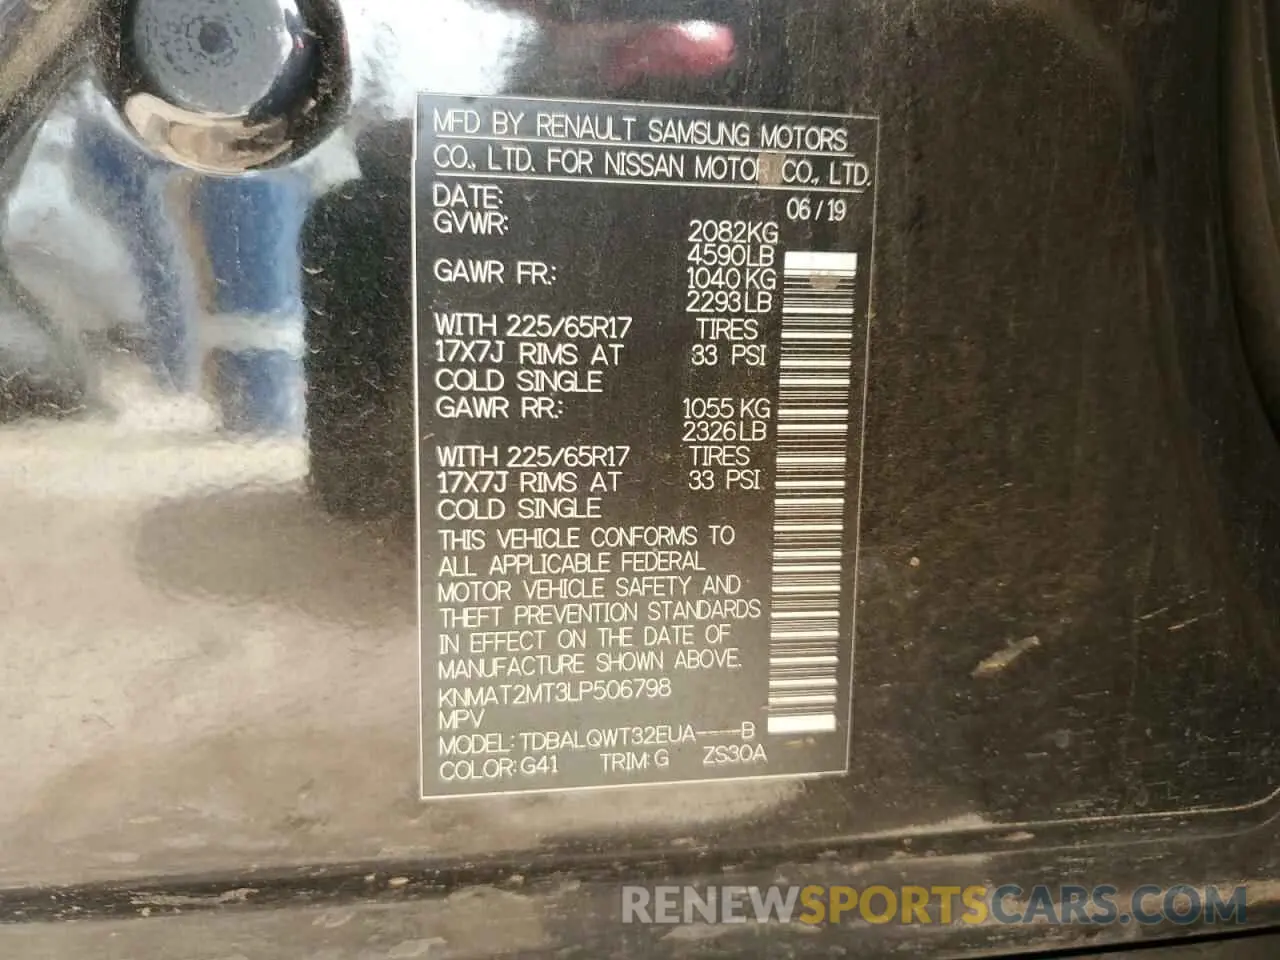 MFD BY RENAULT SAMSUNG MOTORS
CO., LTD. FOR NISSAN MOTOR CO., LTD.
DATE: 06/19
GVWR: 2082KG
4590LB
GAWR FR.: 1040KG
2293LB
WITH 225/65R17 TIRES
17X7J RIMS AT 33 PSI
COLD SINGLE
GAWR RR.: 1055KG
2326LB
WITH 225/65R17 TIRES
17X7J RIMS AT 33 PSI
COLD SINGLE
THIS VEHICLE CONFORMS TO
ALL APPLICABLE FEDERAL
MOTOR VEHICLE SAFETY AND
THEFT PREVENTION STANDARDS
IN EFFECT ON THE DATE OF
MANUFACTURE SHOWN ABOVE.
KNMAT2MT3LP506798
MPV
MODEL: TDBALQWT32EUA----B
COLOR: G41 TRIM: G ZS30A
RENEWSPORTSCARS.COM